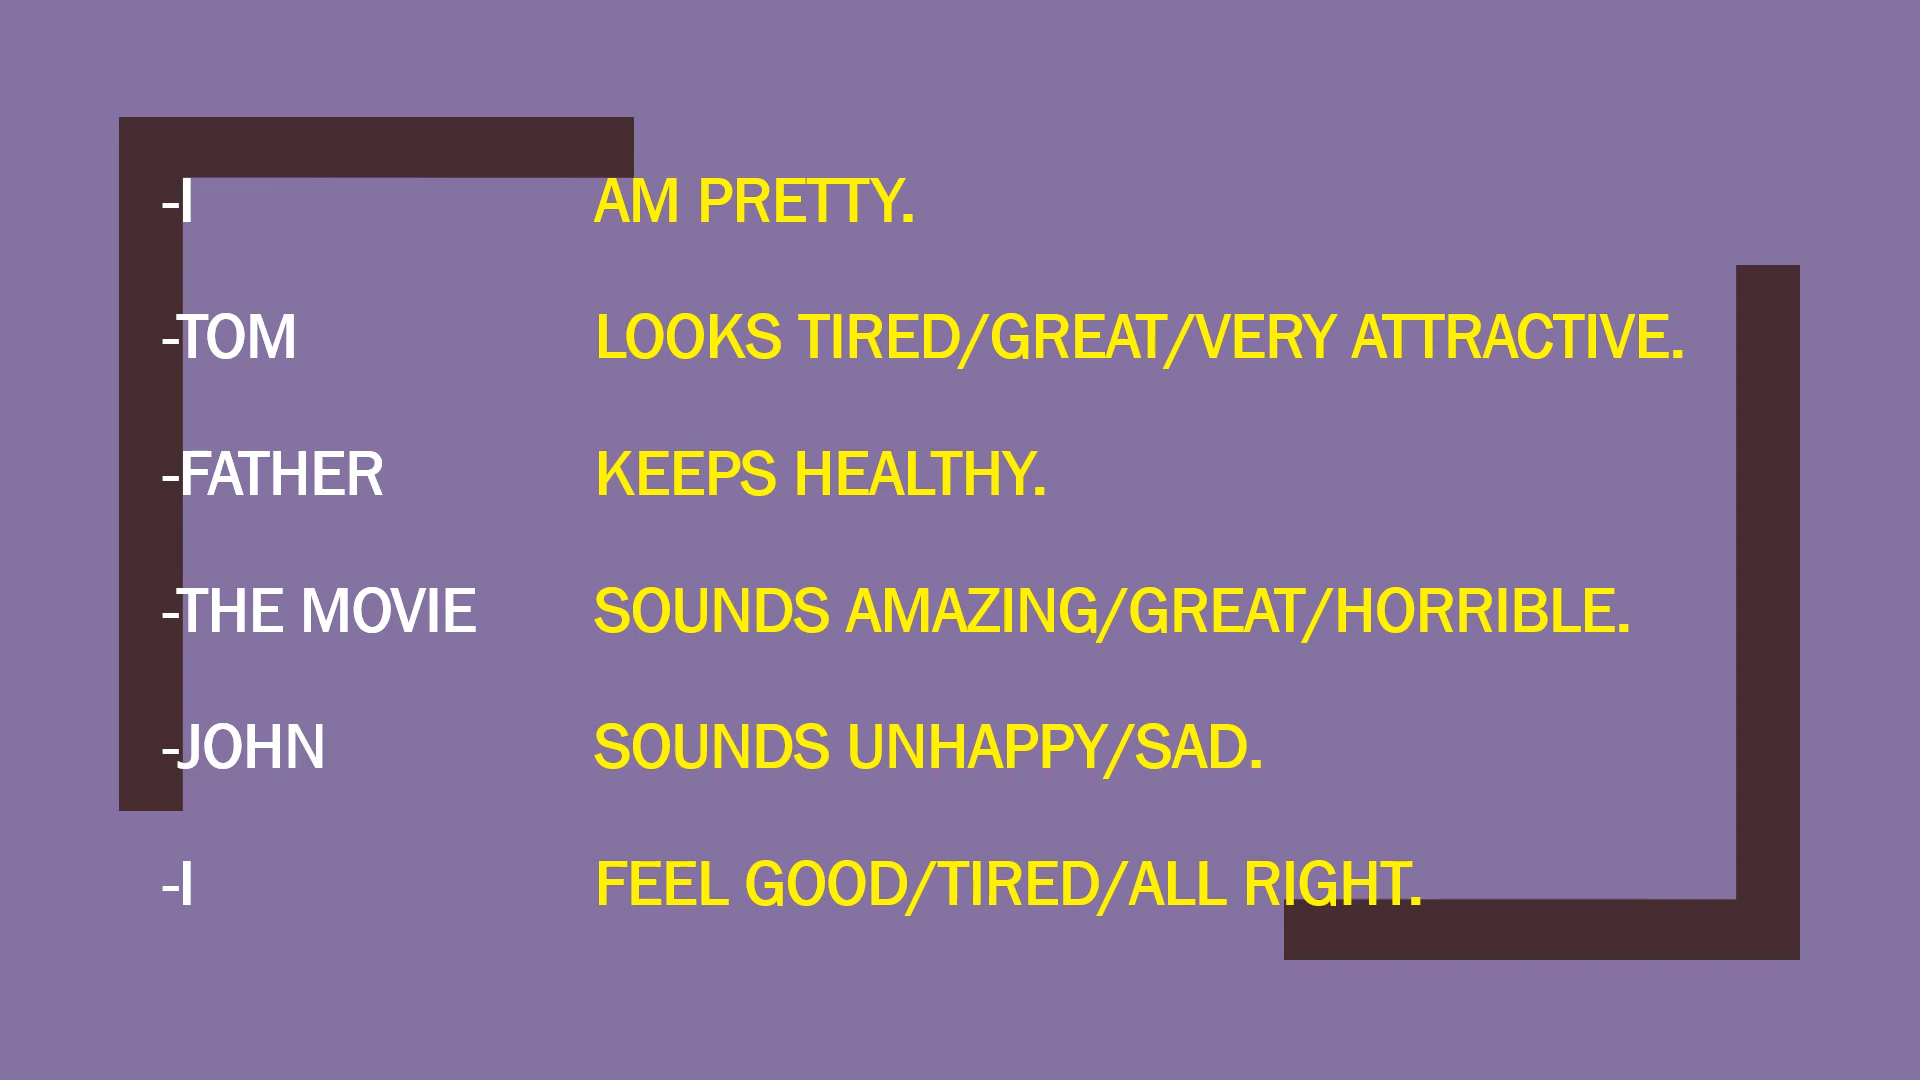 -I AM PRETTY.
-TOM LOOKS TIRED/GREAT/VERY ATTRACTIVE.
-FATHER KEEPS HEALTHY.
-THE MOVIE SOUNDS AMAZING/GREAT/HORRIBLE.
-JOHN SOUNDS UNHAPPY/SAD.
-I FEEL GOOD/TIRED/ALL RIGHT.